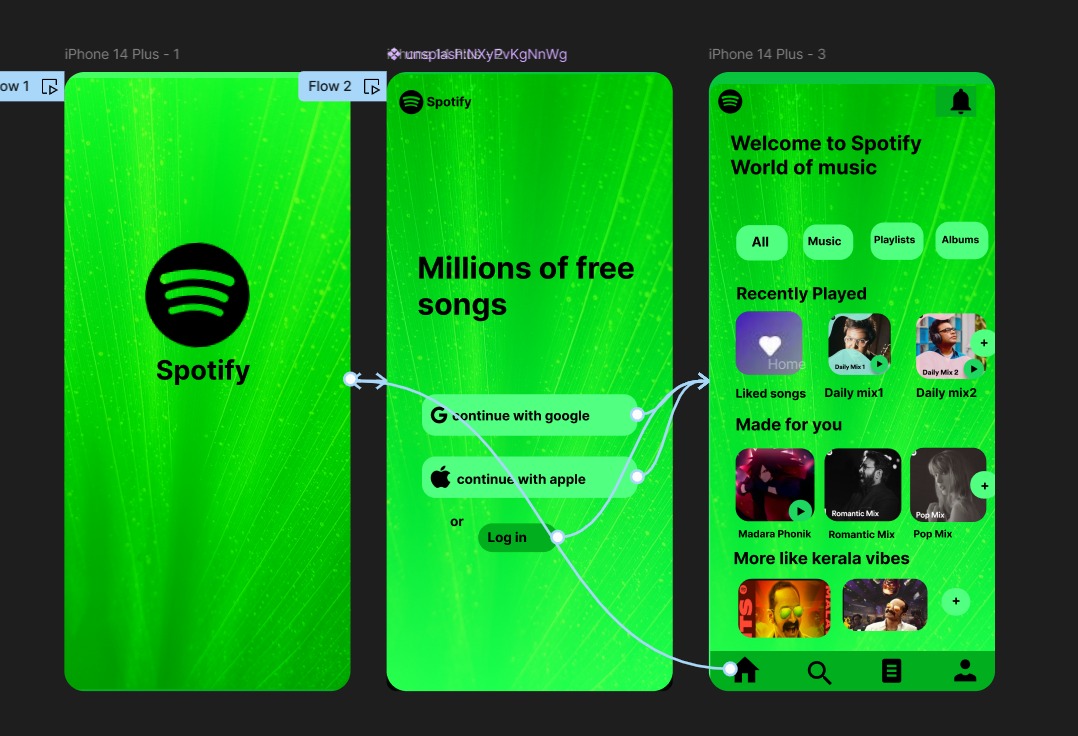 iPhone 14 Plus - 1
unsplash:NXyPvKgNnWg
iPhone 14 Plus - 3
ow 1
Flow 2
Spotify
Spotify
Millions of free
songs
continue with google
continue with apple
or
Log in
Welcome to Spotify
World of music
All
Music
Playlists
Albums
Recently Played
Home
Daily Mix 1
Daily Mix 2
+
Liked songs
Daily mix1
Daily mix2
Made for you
Romantic Mix
Pop Mix
+
Madara Phonik
Romantic Mix
Pop Mix
More like kerala vibes
+